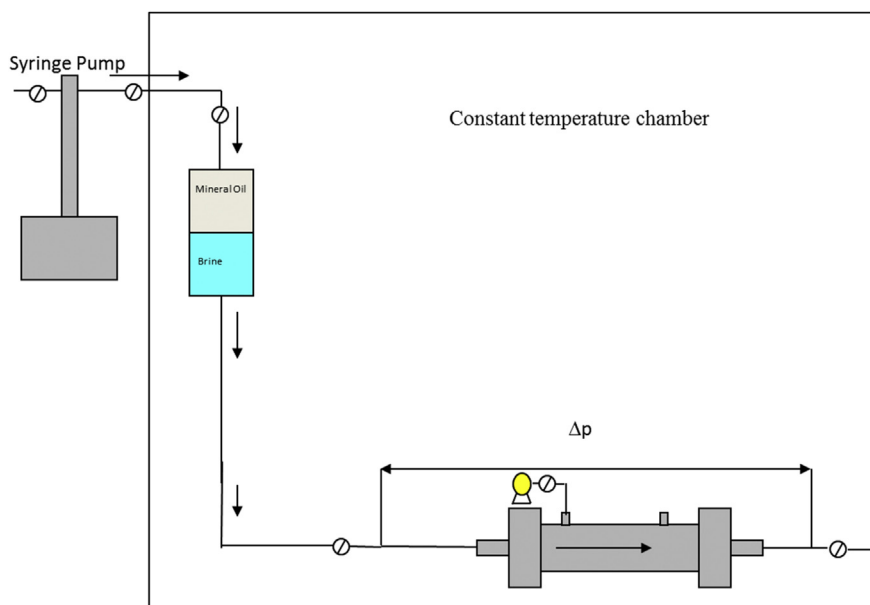 Syringe Pump
Constant temperature chamber
Mineral Oil
Brine
Δp